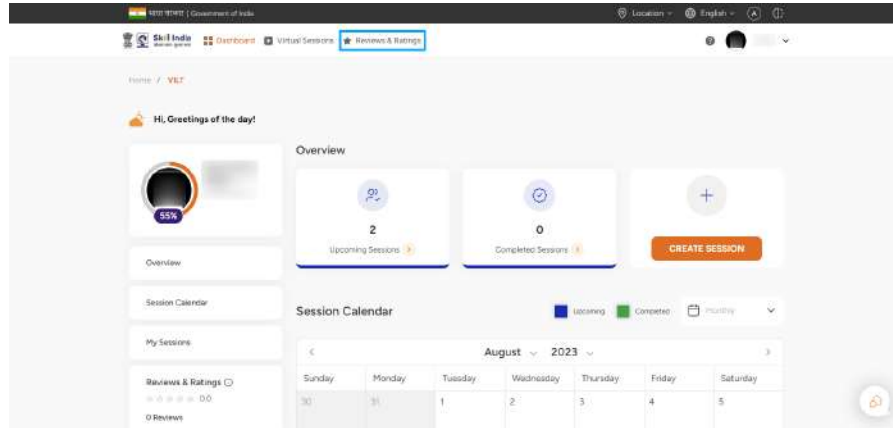 भारत सरकार | Government of India
Location
English
A
Skill India
Dashboard
Virtual Sessions
Reviews & Ratings
Home / VILT
Hi, Greetings of the day!
55%
Overview
2
Upcoming Sessions
0
Completed Sessions
CREATE SESSION
Overview
Session Calendar
My Sessions
Reviews & Ratings
0.0
0 Reviews
Session Calendar
Upcoming
Completed
Monthly
August 2023
Sunday Monday Tuesday Wednesday Thursday Friday Saturday
30 31 1 2 3 4 5